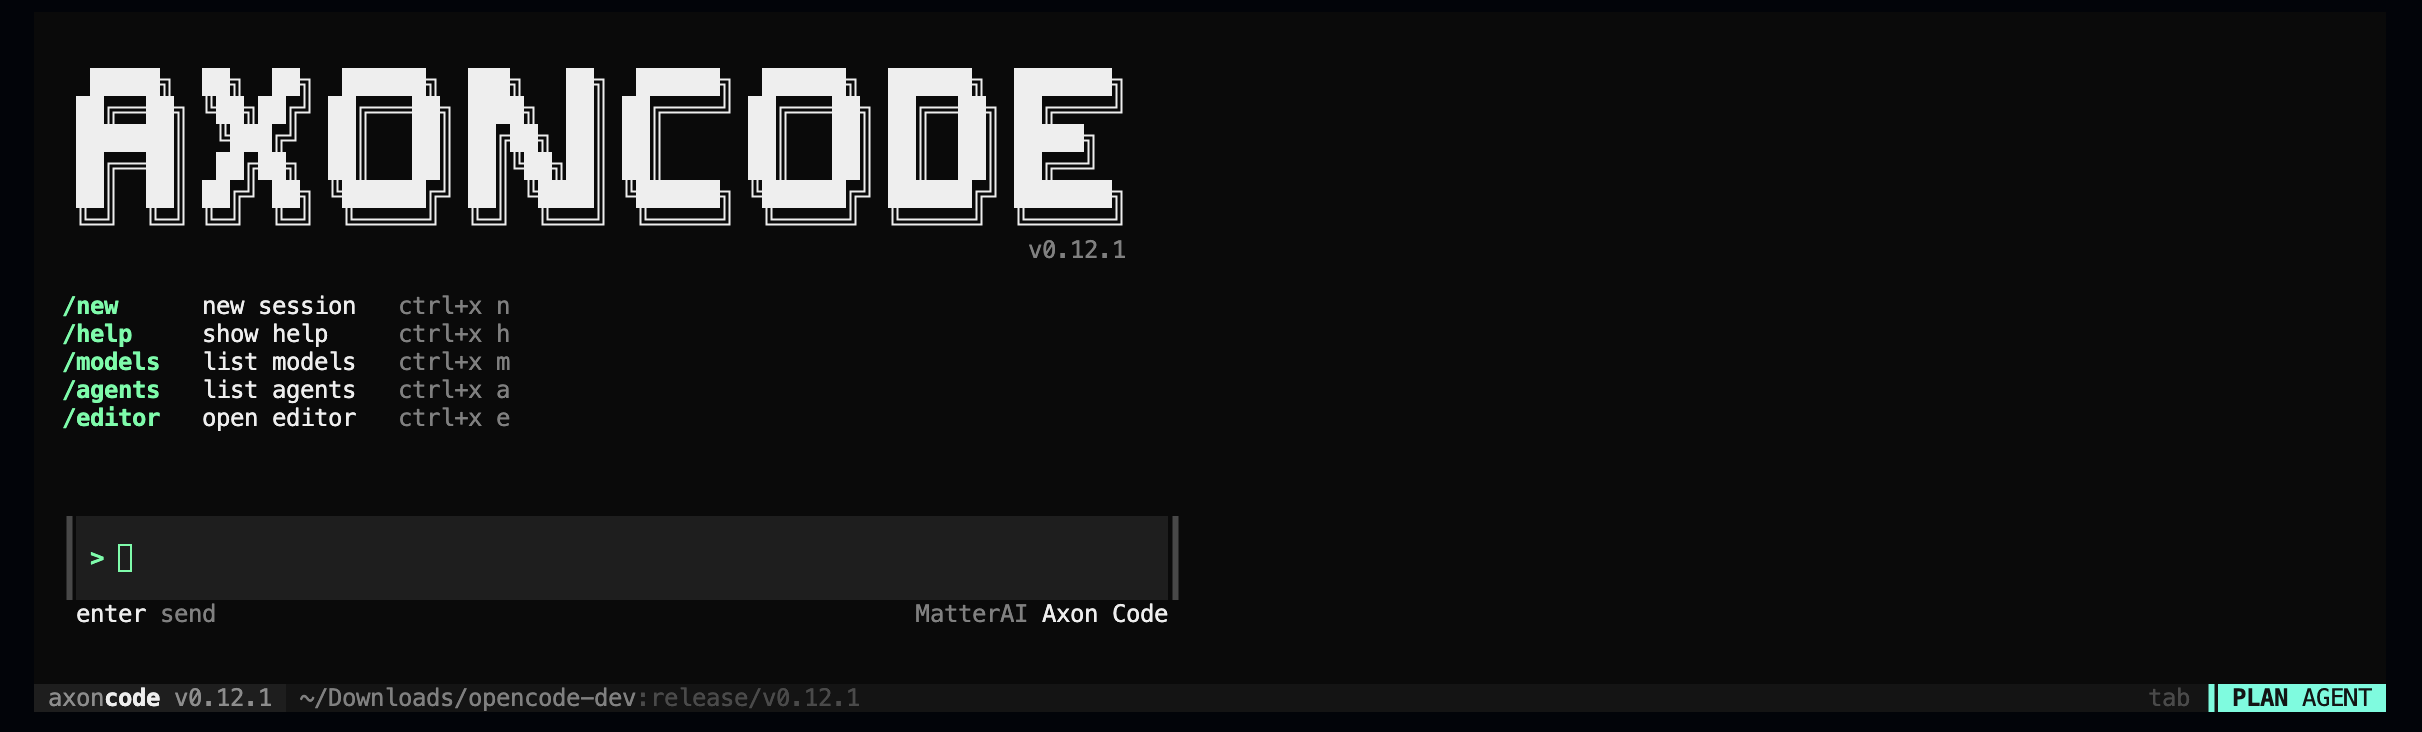 AXONCODE
v0.12.1
/new new session ctrl+x n
/help show help ctrl+x h
/models list models ctrl+x m
/agents list agents ctrl+x a
/editor open editor ctrl+x e
>
enter send MatterAI Axon Code
axoncode v0.12.1 ~/Downloads/opencode-dev:release/v0.12.1 tab PLAN AGENT